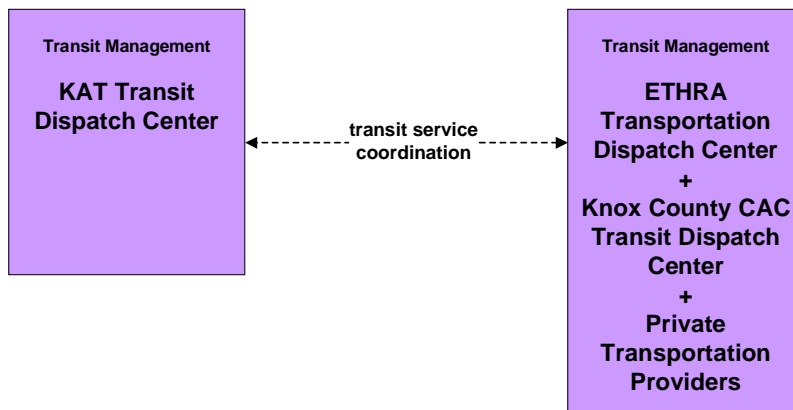 Transit Management
KAT Transit
Dispatch Center
transit service
coordination
Transit Management
ETHRA
Transportation
Dispatch Center
+
Knox County CAC
Transit Dispatch
Center
+
Private
Transportation
Providers